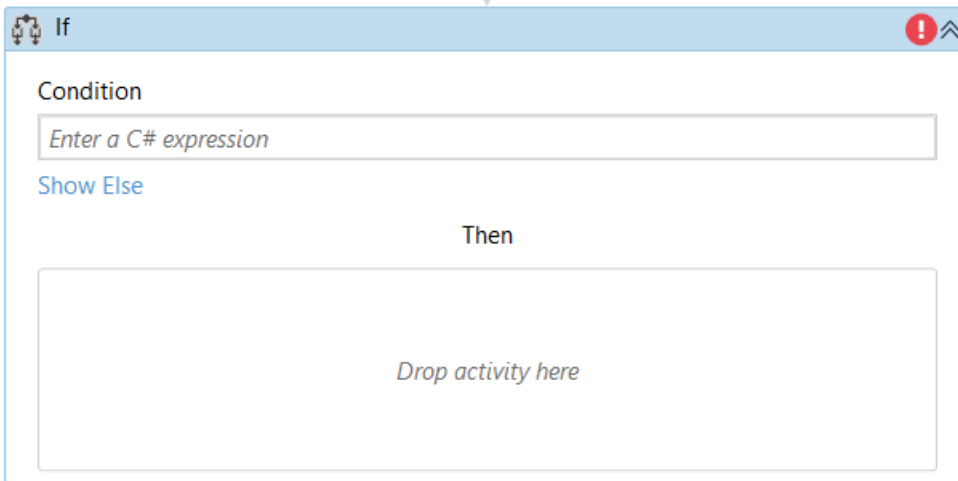 If
Condition
Enter a C# expression
Show Else
Then
Drop activity here